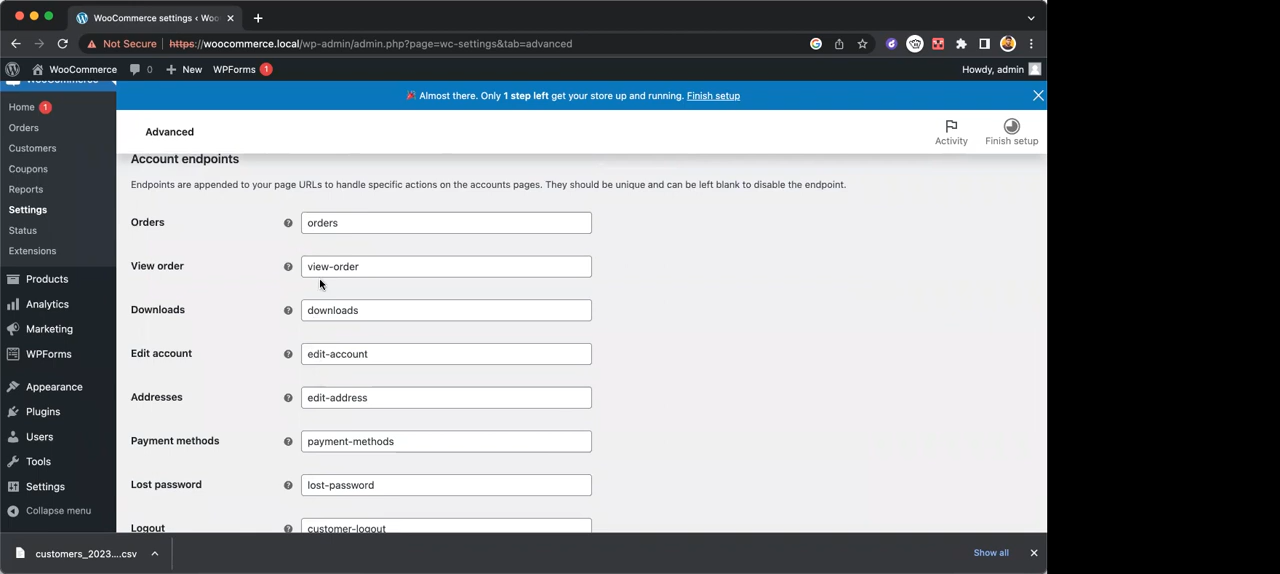 WooCommerce settings ‹ Woo
Not Secure | https://woocommerce.local/wp-admin/admin.php?page=wc-settings&tab=advanced
WooCommerce 0 New WPForms 1 Howdy, admin
WooCommerce
Almost there. Only 1 step left get your store up and running. Finish setup
Home 1
Orders
Customers
Coupons
Reports
Settings
Status
Extensions
Products
Analytics
Marketing
WPForms
Appearance
Plugins
Users
Tools
Settings
Collapse menu
Advanced
Activity
Finish setup
Account endpoints
Endpoints are appended to your page URLs to handle specific actions on the accounts pages. They should be unique and can be left blank to disable the endpoint.
Orders orders
View order view-order
Downloads downloads
Edit account edit-account
Addresses edit-address
Payment methods payment-methods
Lost password lost-password
Logout customer-logout
customers_2023....csv Show all